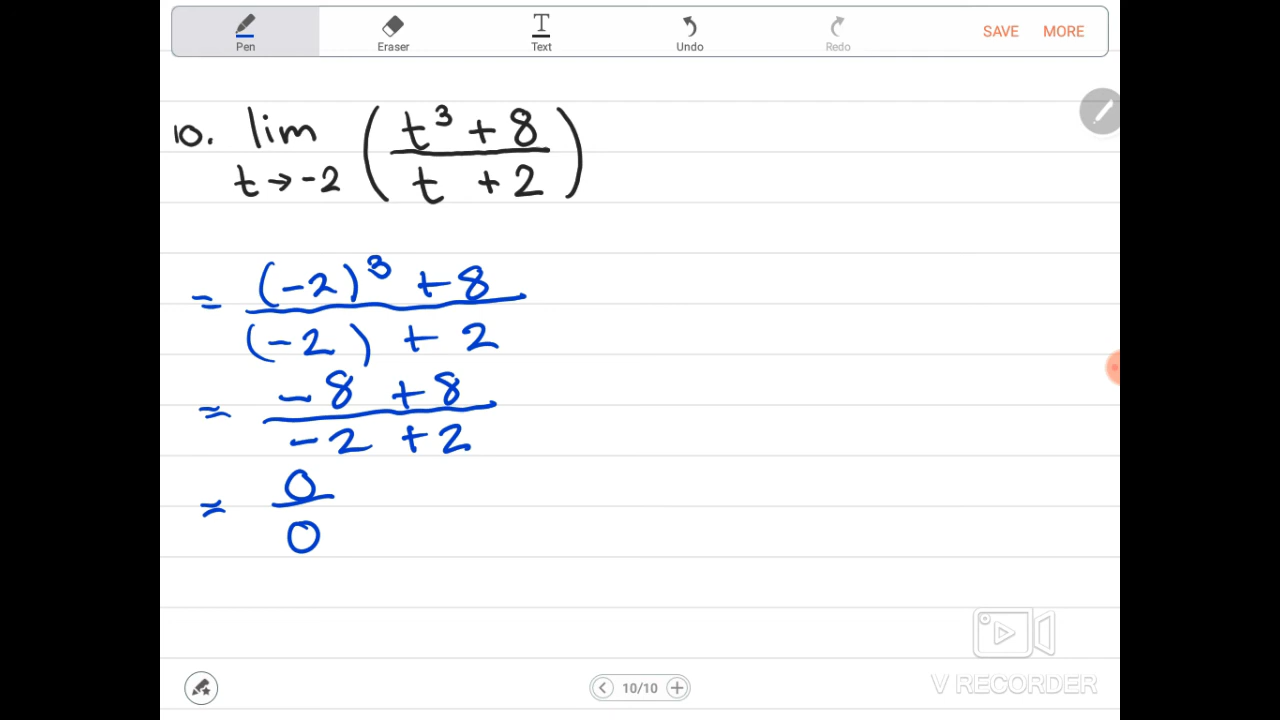 Pen Eraser Text Undo Redo SAVE MORE
10. lim ( t³ + 8 )
t → -2 t + 2
= (-2)³ + 8
(-2) + 2
= -8 + 8
-2 + 2
= 0
0
10/10
V RECORDER